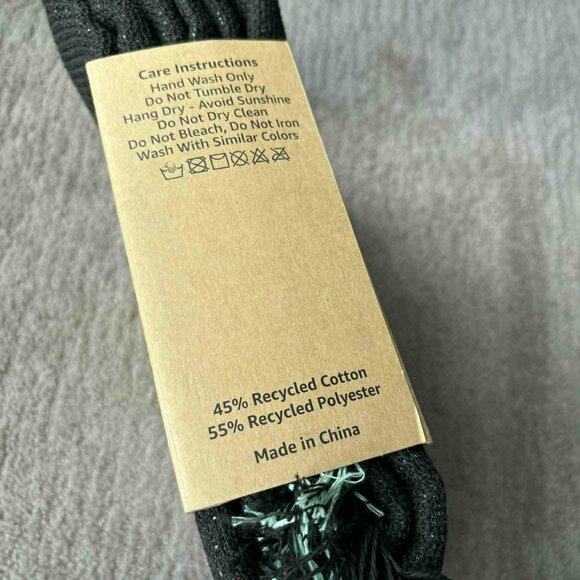 Care Instructions
Hand Wash Only
Do Not Tumble Dry
Hang Dry - Avoid Sunshine
Do Not Dry Clean
Do Not Bleach, Do Not Iron
Wash With Similar Colors
45% Recycled Cotton
55% Recycled Polyester
Made in China